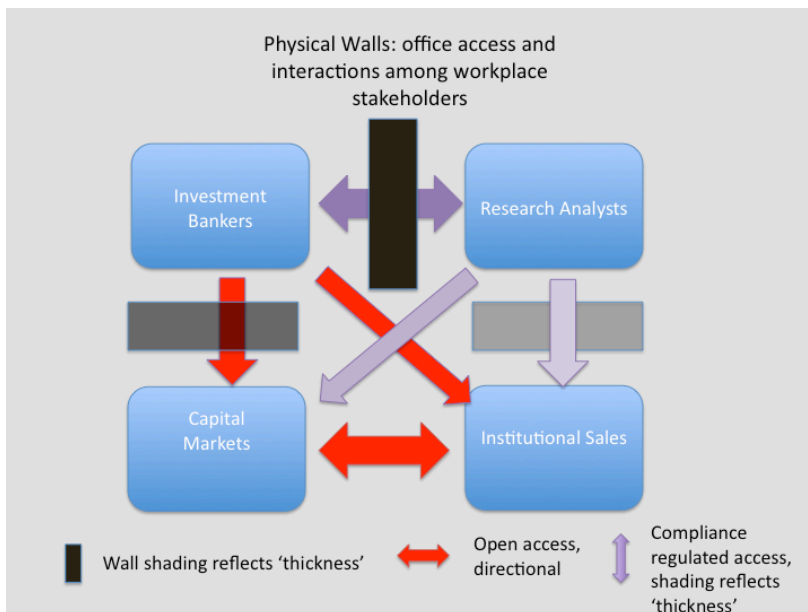 Physical Walls: office access and
interactions among workplace
stakeholders
Investment
Bankers
Research Analysts
Capital
Markets
Institutional Sales
Wall shading reflects ‘thickness’
Open access,
directional
Compliance
regulated access,
shading reflects
‘thickness’